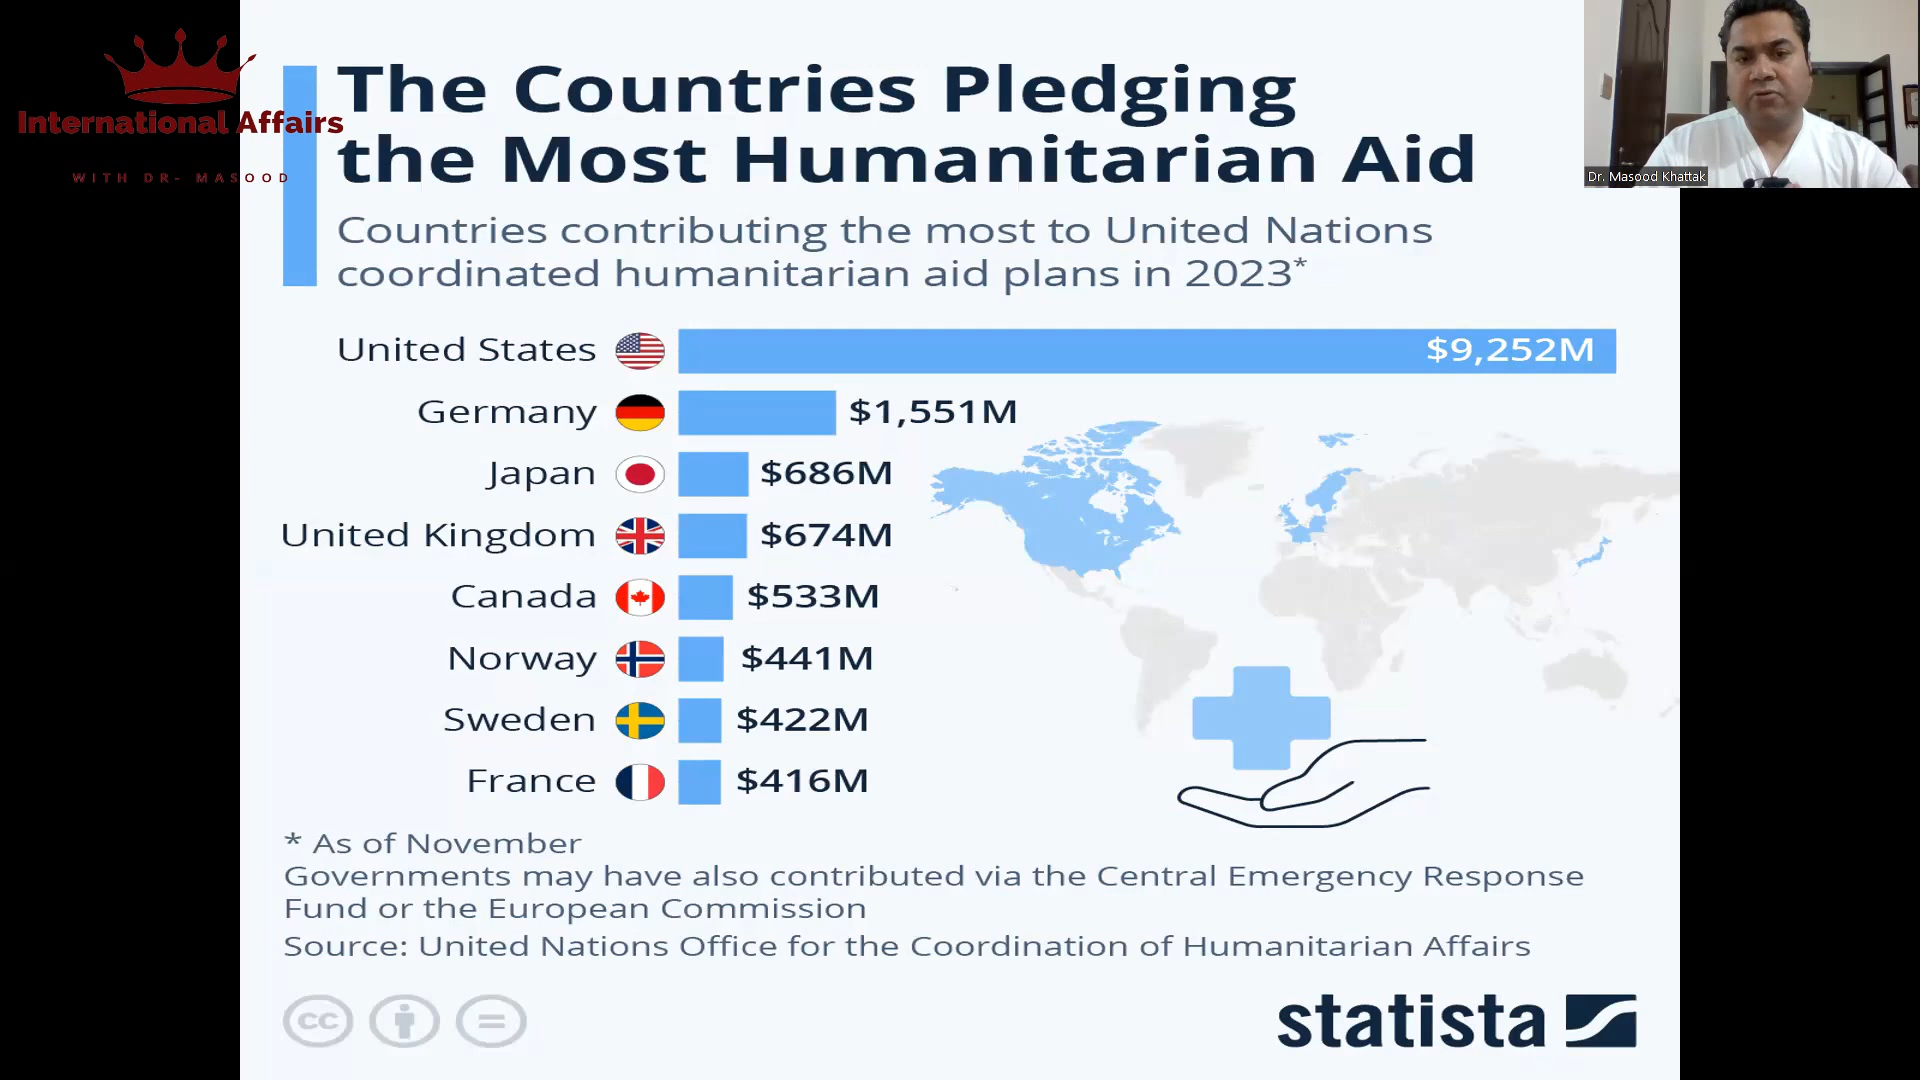 International Affairs
WITH DR- MASOOD
The Countries Pledging
the Most Humanitarian Aid
Countries contributing the most to United Nations
coordinated humanitarian aid plans in 2023*
United States $9,252M
Germany $1,551M
Japan $686M
United Kingdom $674M
Canada $533M
Norway $441M
Sweden $422M
France $416M
* As of November
Governments may have also contributed via the Central Emergency Response
Fund or the European Commission
Source: United Nations Office for the Coordination of Humanitarian Affairs
cc
statista
Dr. Masood Khattak